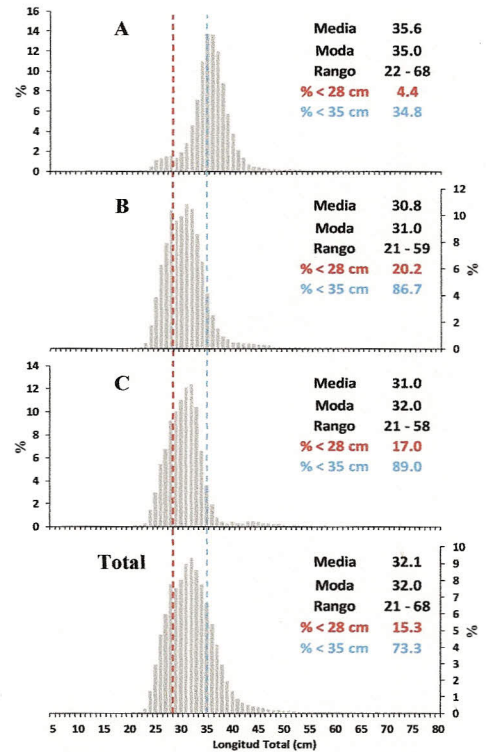 16
14
12
10
8
6
4
2
0
%
A
Media 35.6
Moda 35.0
Rango 22 - 68
% < 28 cm 4.4
% < 35 cm 34.8
B
Media 30.8
Moda 31.0
Rango 21 - 59
% < 28 cm 20.2
% < 35 cm 86.7
12
10
8
6
4
2
0
%
14
12
10
8
6
4
2
0
%
C
Media 31.0
Moda 32.0
Rango 21 - 58
% < 28 cm 17.0
% < 35 cm 89.0
Total
Media 32.1
Moda 32.0
Rango 21 - 68
% < 28 cm 15.3
% < 35 cm 73.3
10
9
8
7
6
5
4
3
2
1
0
%
5 10 15 20 25 30 35 40 45 50 55 60 65 70 75 80
Longitud Total (cm)